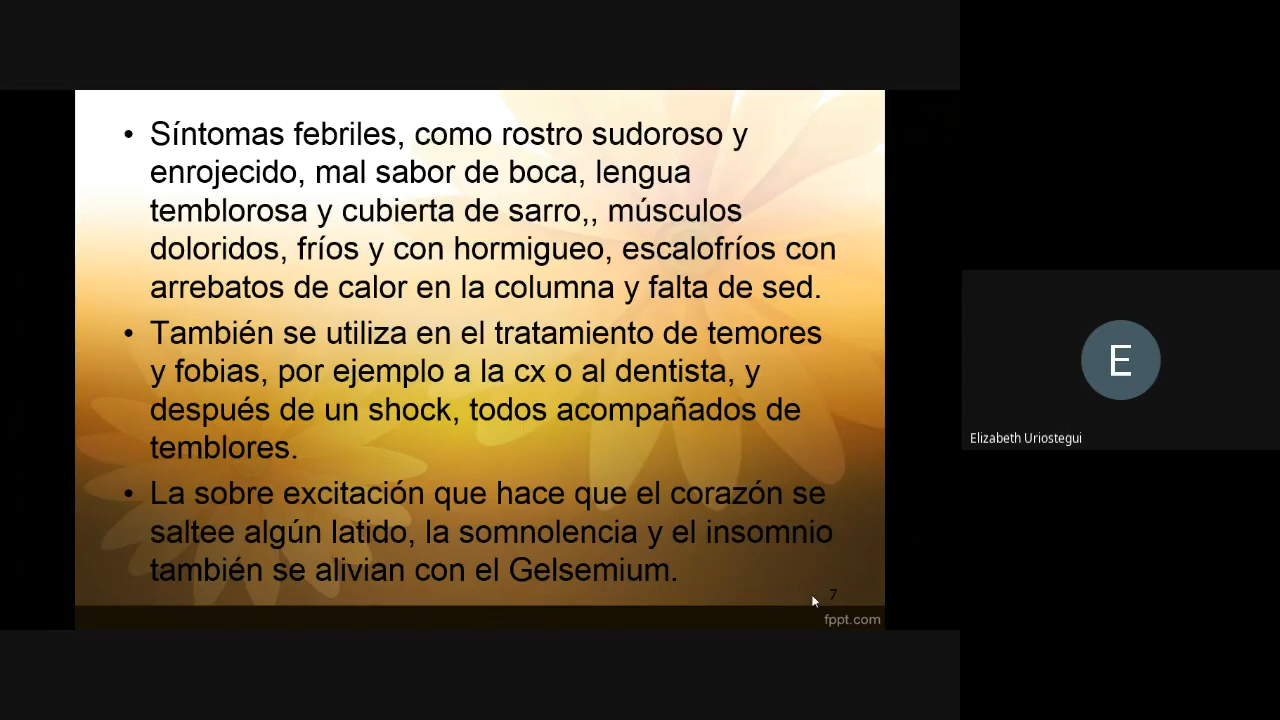 • Síntomas febriles, como rostro sudoroso y
enrojecido, mal sabor de boca, lengua
temblorosa y cubierta de sarro,, músculos
doloridos, fríos y con hormigueo, escalofríos con
arrebatos de calor en la columna y falta de sed.
• También se utiliza en el tratamiento de temores
y fobias, por ejemplo a la cx o al dentista, y
después de un shock, todos acompañados de
temblores.
• La sobre excitación que hace que el corazón se
saltee algún latido, la somnolencia y el insomnio
también se alivian con el Gelsemium.
7
fppt.com
E
Elizabeth Uriostegui